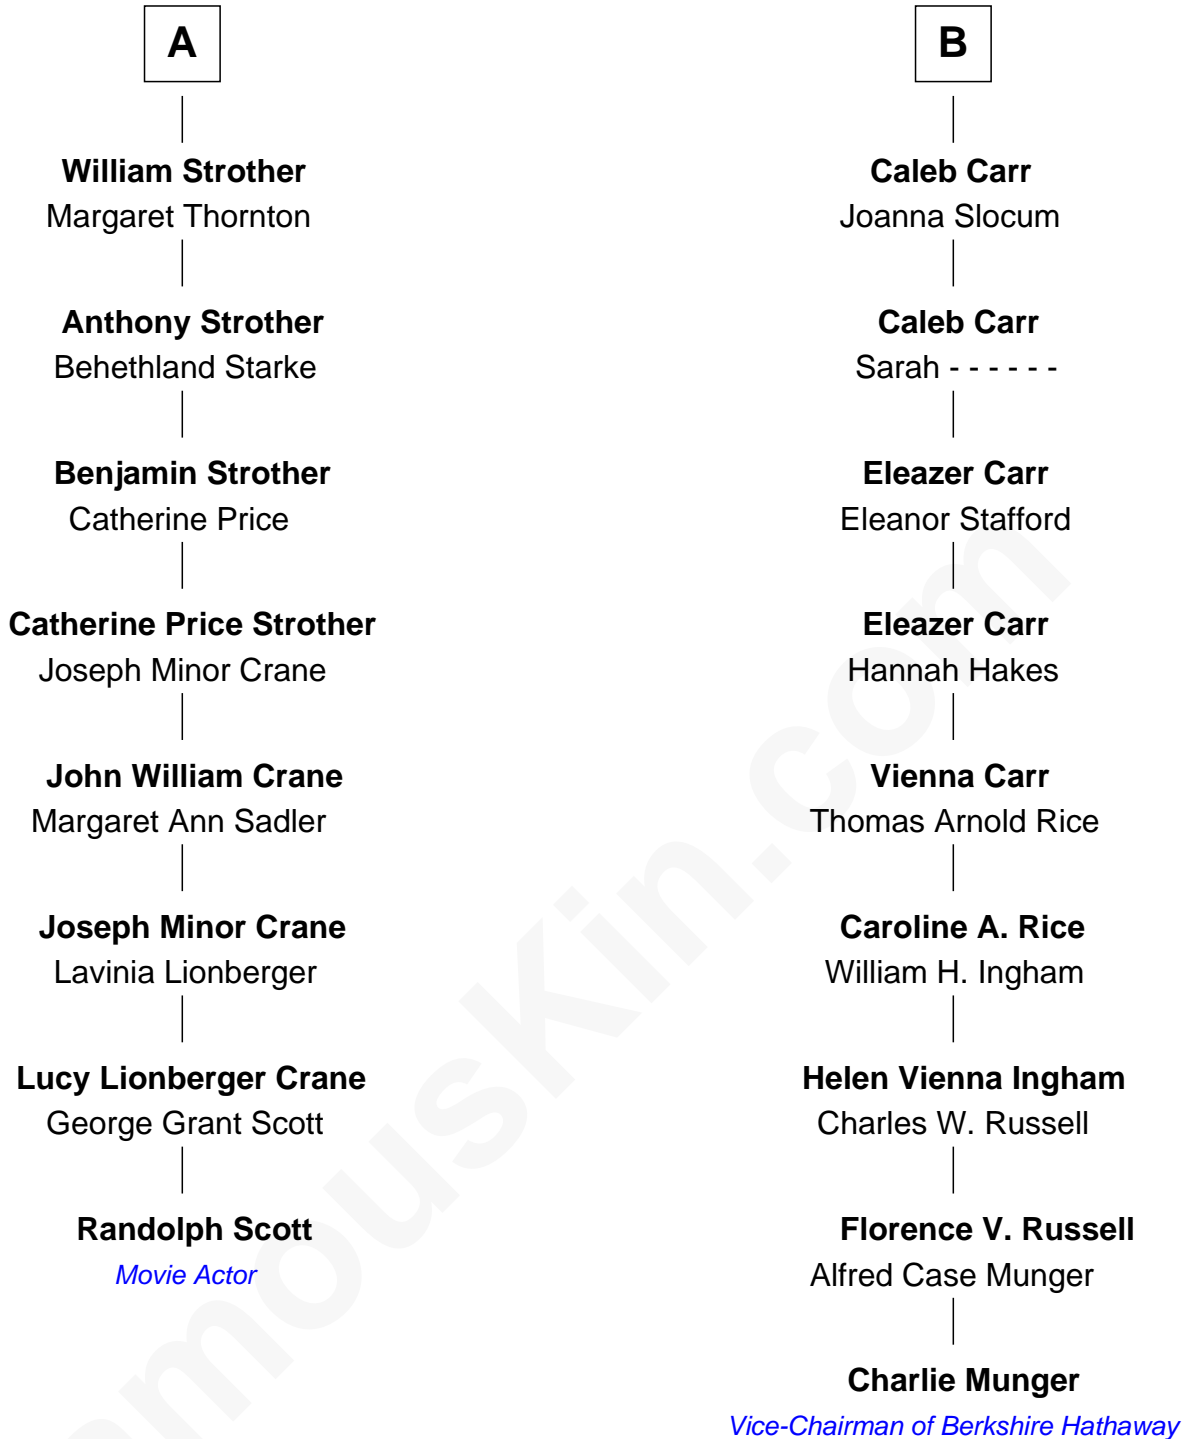 A
William Strother
Margaret Thornton
Anthony Strother
Behethland Starke
Benjamin Strother
Catherine Price
Catherine Price Strother
Joseph Minor Crane
John William Crane
Margaret Ann Sadler
Joseph Minor Crane
Lavinia Lionberger
Lucy Lionberger Crane
George Grant Scott
Randolph Scott
Movie Actor
B
Caleb Carr
Joanna Slocum
Caleb Carr
Sarah - - - - - -
Eleazer Carr
Eleanor Stafford
Eleazer Carr
Hannah Hakes
Vienna Carr
Thomas Arnold Rice
Caroline A. Rice
William H. Ingham
Helen Vienna Ingham
Charles W. Russell
Florence V. Russell
Alfred Case Munger
Charlie Munger
Vice-Chairman of Berkshire Hathaway
amouskin.com